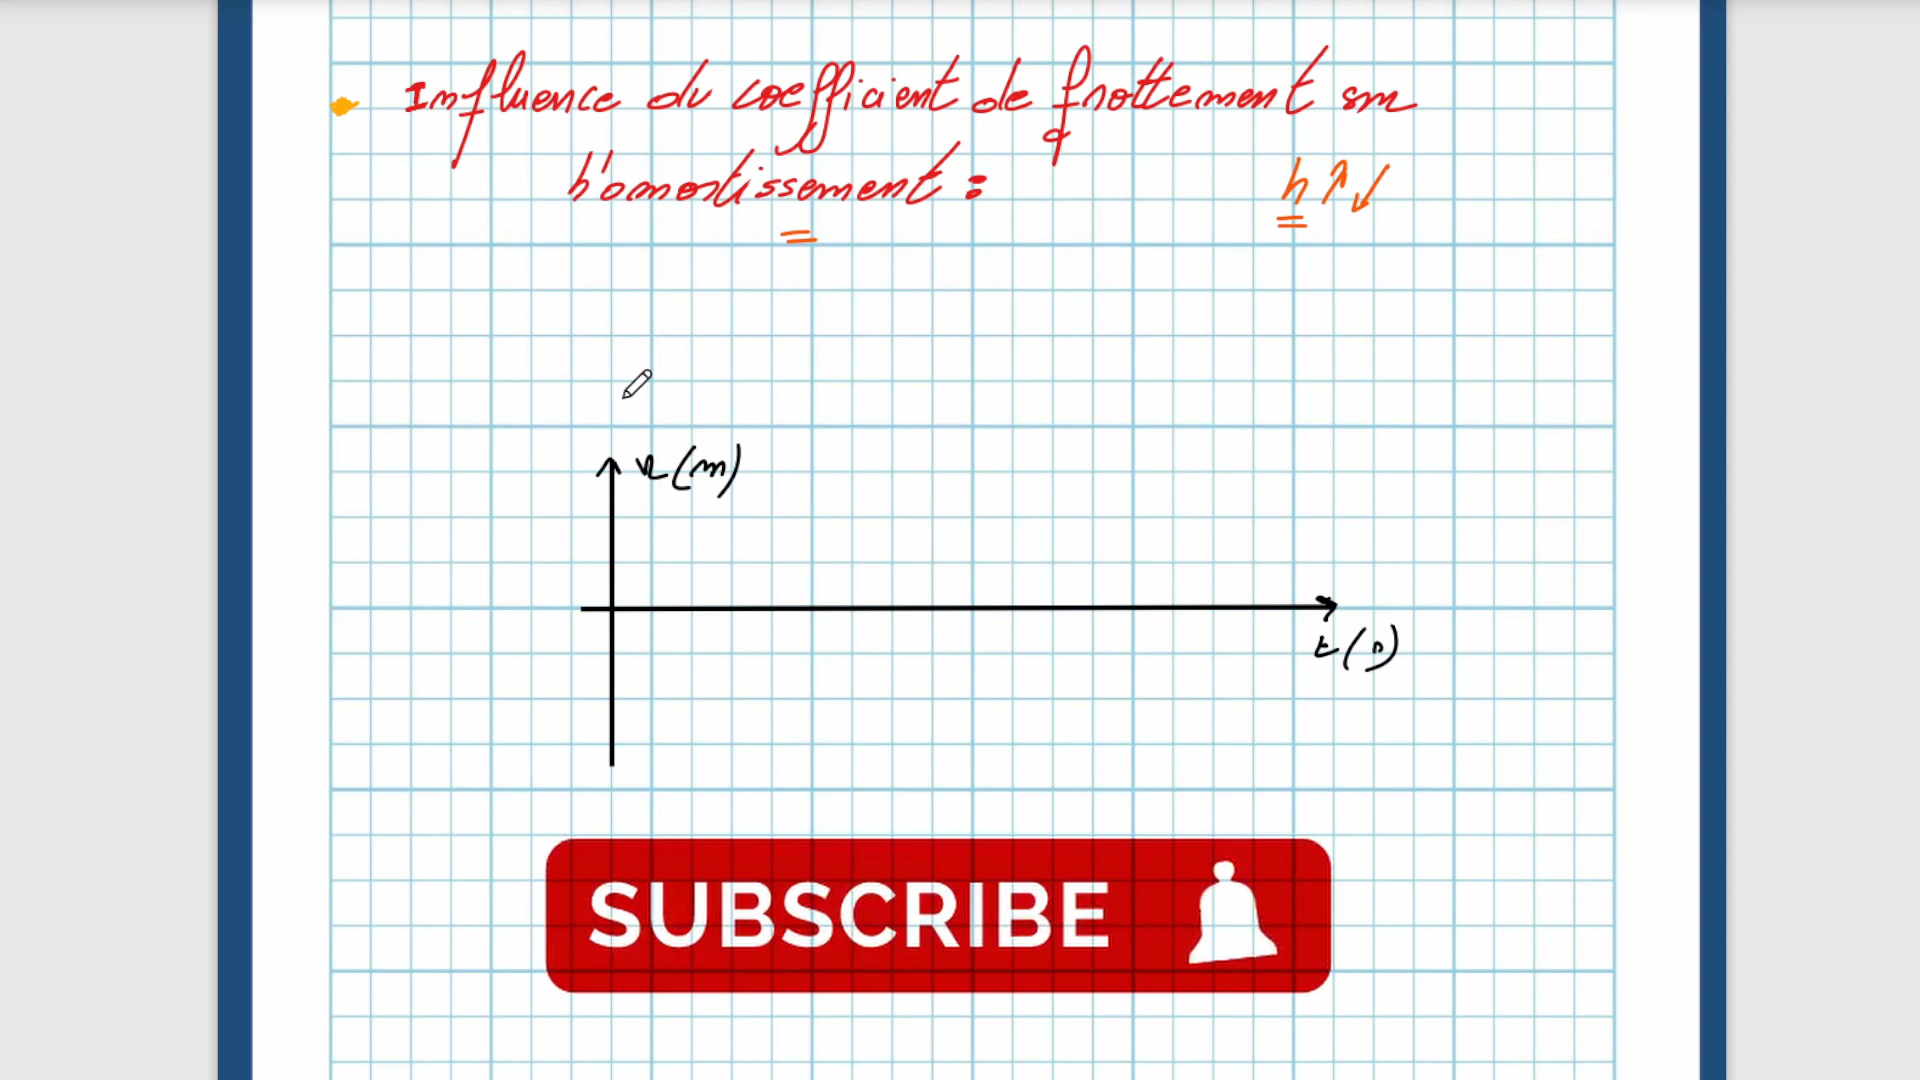 Influence du coefficient de frottement sur
l'amortissement :
h
x(m)
t(s)
SUBSCRIBE